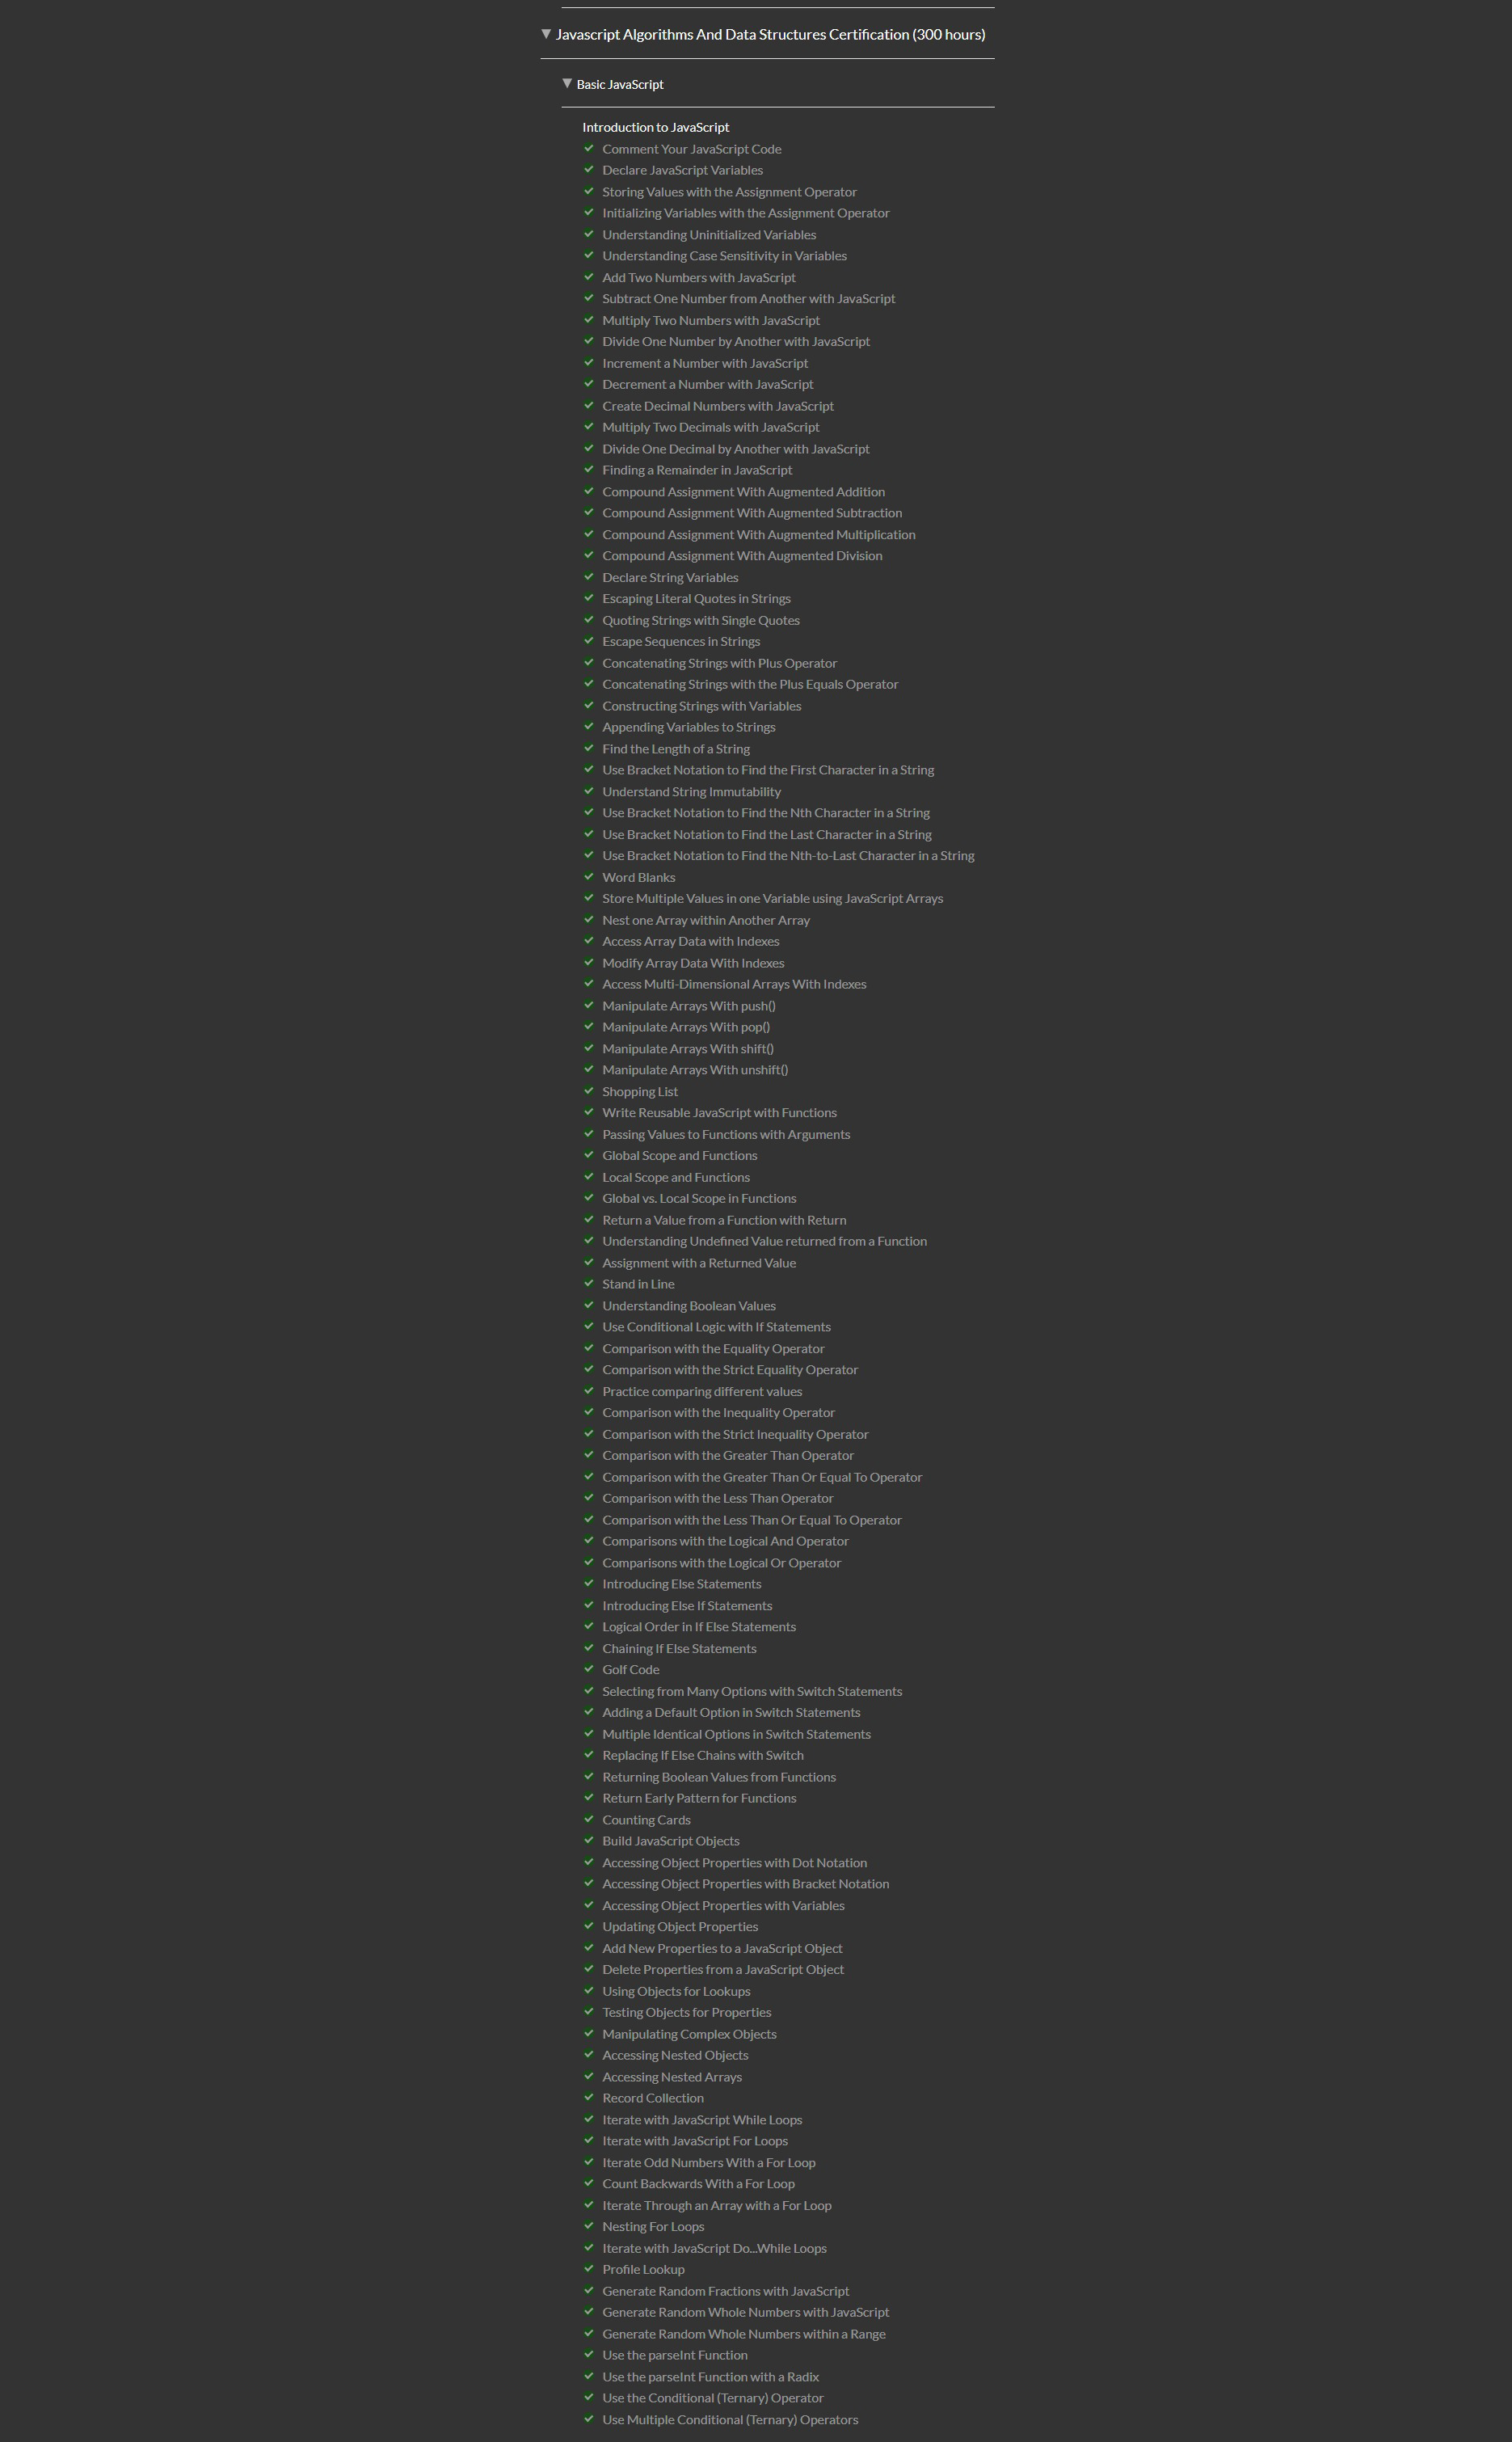 Javascript Algorithms And Data Structures Certification (300 hours)
Basic JavaScript
Introduction to JavaScript
Comment Your JavaScript Code
Declare JavaScript Variables
Storing Values with the Assignment Operator
Initializing Variables with the Assignment Operator
Understanding Uninitialized Variables
Understanding Case Sensitivity in Variables
Add Two Numbers with JavaScript
Subtract One Number from Another with JavaScript
Multiply Two Numbers with JavaScript
Divide One Number by Another with JavaScript
Increment a Number with JavaScript
Decrement a Number with JavaScript
Create Decimal Numbers with JavaScript
Multiply Two Decimals with JavaScript
Divide One Decimal by Another with JavaScript
Finding a Remainder in JavaScript
Compound Assignment With Augmented Addition
Compound Assignment With Augmented Subtraction
Compound Assignment With Augmented Multiplication
Compound Assignment With Augmented Division
Declare String Variables
Escaping Literal Quotes in Strings
Quoting Strings with Single Quotes
Escape Sequences in Strings
Concatenating Strings with Plus Operator
Concatenating Strings with the Plus Equals Operator
Constructing Strings with Variables
Appending Variables to Strings
Find the Length of a String
Use Bracket Notation to Find the First Character in a String
Understand String Immutability
Use Bracket Notation to Find the Nth Character in a String
Use Bracket Notation to Find the Last Character in a String
Use Bracket Notation to Find the Nth-to-Last Character in a String
Word Blanks
Store Multiple Values in one Variable using JavaScript Arrays
Nest one Array within Another Array
Access Array Data with Indexes
Modify Array Data With Indexes
Access Multi-Dimensional Arrays With Indexes
Manipulate Arrays With push()
Manipulate Arrays With pop()
Manipulate Arrays With shift()
Manipulate Arrays With unshift()
Shopping List
Write Reusable JavaScript with Functions
Passing Values to Functions with Arguments
Global Scope and Functions
Local Scope and Functions
Global vs. Local Scope in Functions
Return a Value from a Function with Return
Understanding Undefined Value returned from a Function
Assignment with a Returned Value
Stand in Line
Understanding Boolean Values
Use Conditional Logic with If Statements
Comparison with the Equality Operator
Comparison with the Strict Equality Operator
Practice comparing different values
Comparison with the Inequality Operator
Comparison with the Strict Inequality Operator
Comparison with the Greater Than Operator
Comparison with the Greater Than Or Equal To Operator
Comparison with the Less Than Operator
Comparison with the Less Than Or Equal To Operator
Comparisons with the Logical And Operator
Comparisons with the Logical Or Operator
Introducing Else Statements
Introducing Else If Statements
Logical Order in If Else Statements
Chaining If Else Statements
Golf Code
Selecting from Many Options with Switch Statements
Adding a Default Option in Switch Statements
Multiple Identical Options in Switch Statements
Replacing If Else Chains with Switch
Returning Boolean Values from Functions
Return Early Pattern for Functions
Counting Cards
Build JavaScript Objects
Accessing Object Properties with Dot Notation
Accessing Object Properties with Bracket Notation
Accessing Object Properties with Variables
Updating Object Properties
Add New Properties to a JavaScript Object
Delete Properties from a JavaScript Object
Using Objects for Lookups
Testing Objects for Properties
Manipulating Complex Objects
Accessing Nested Objects
Accessing Nested Arrays
Record Collection
Iterate with JavaScript While Loops
Iterate with JavaScript For Loops
Iterate Odd Numbers With a For Loop
Count Backwards With a For Loop
Iterate Through an Array with a For Loop
Nesting For Loops
Iterate with JavaScript Do...While Loops
Profile Lookup
Generate Random Fractions with JavaScript
Generate Random Whole Numbers with JavaScript
Generate Random Whole Numbers within a Range
Use the parseInt Function
Use the parseInt Function with a Radix
Use the Conditional (Ternary) Operator
Use Multiple Conditional (Ternary) Operators